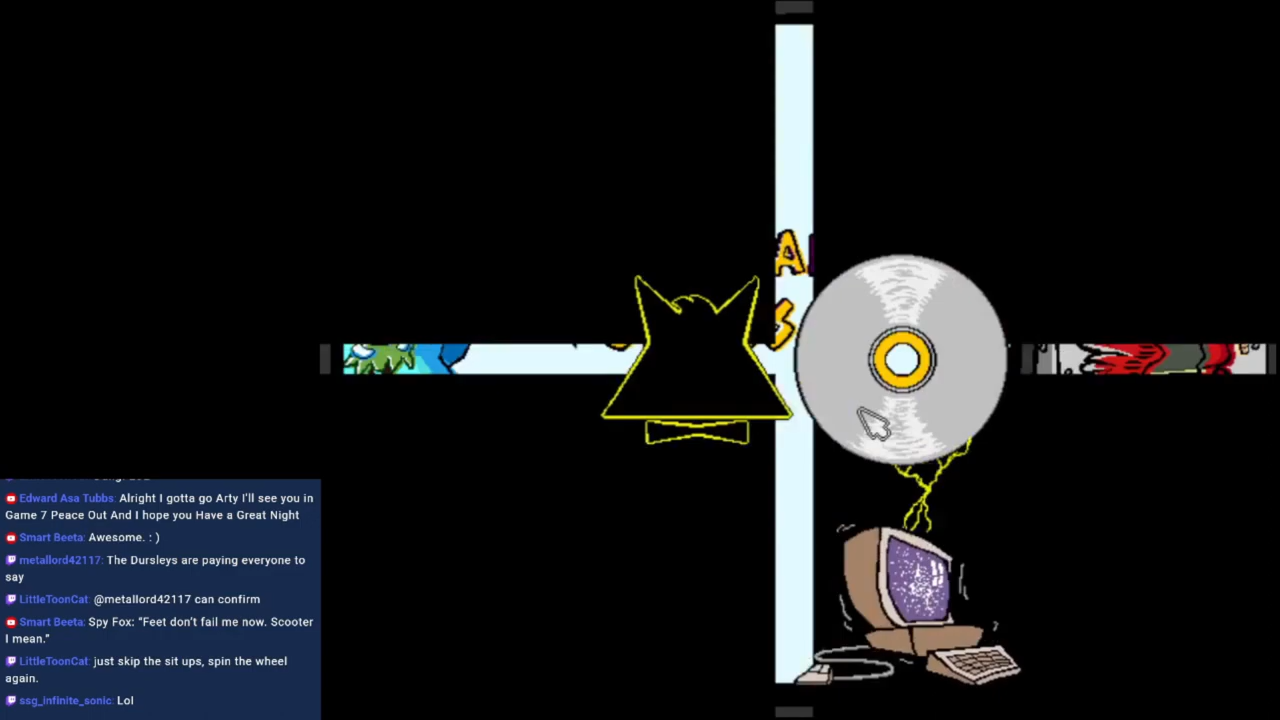 A
Edward Asa Tubbs: Alright I gotta go Arty I'll see you in
Game 7 Peace Out And I hope you Have a Great Night
Smart Beeta: Awesome. : )
metallord42117: The Dursleys are paying everyone to
say
LittleToonCat: @metallord42117 can confirm
Smart Beeta: Spy Fox: “Feet don’t fail me now. Scooter
I mean.”
LittleToonCat: just skip the sit ups, spin the wheel
again.
ssg_infinite_sonic: Lol